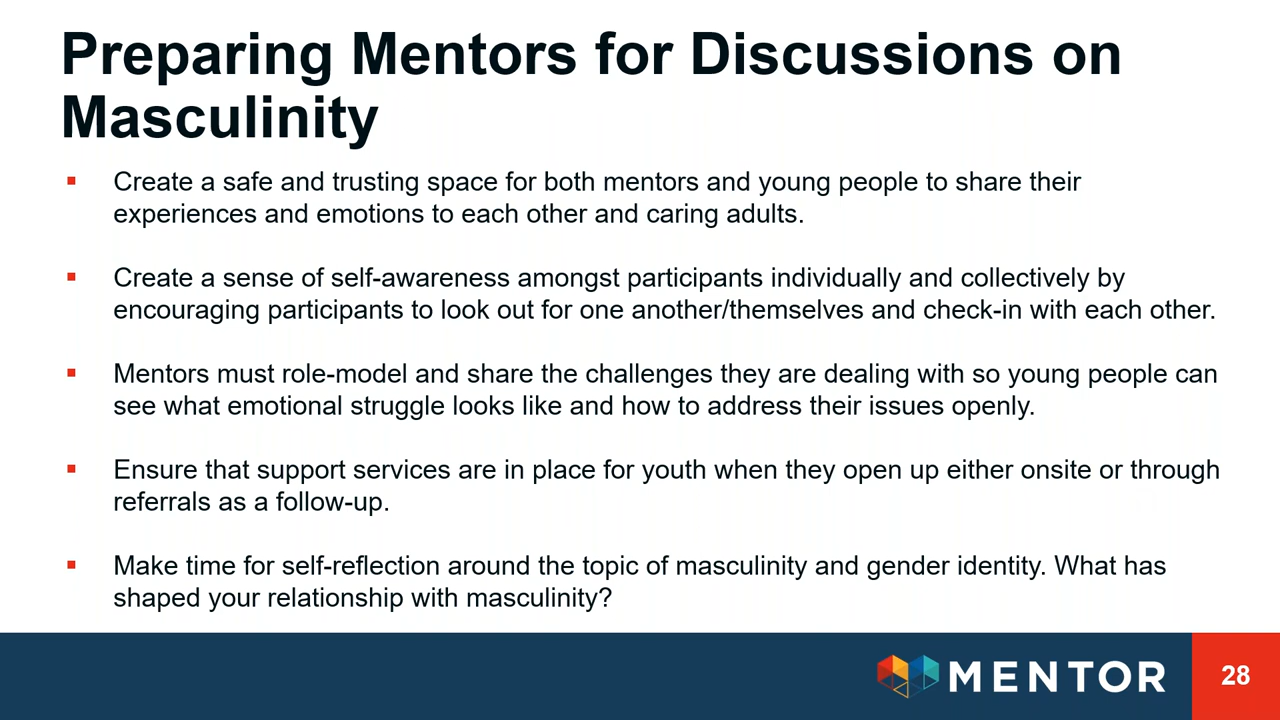 Preparing Mentors for Discussions on
Masculinity
▪ Create a safe and trusting space for both mentors and young people to share their
experiences and emotions to each other and caring adults.
▪ Create a sense of self-awareness amongst participants individually and collectively by
encouraging participants to look out for one another/themselves and check-in with each other.
▪ Mentors must role-model and share the challenges they are dealing with so young people can
see what emotional struggle looks like and how to address their issues openly.
▪ Ensure that support services are in place for youth when they open up either onsite or through
referrals as a follow-up.
▪ Make time for self-reflection around the topic of masculinity and gender identity. What has
shaped your relationship with masculinity?
MENTOR
28